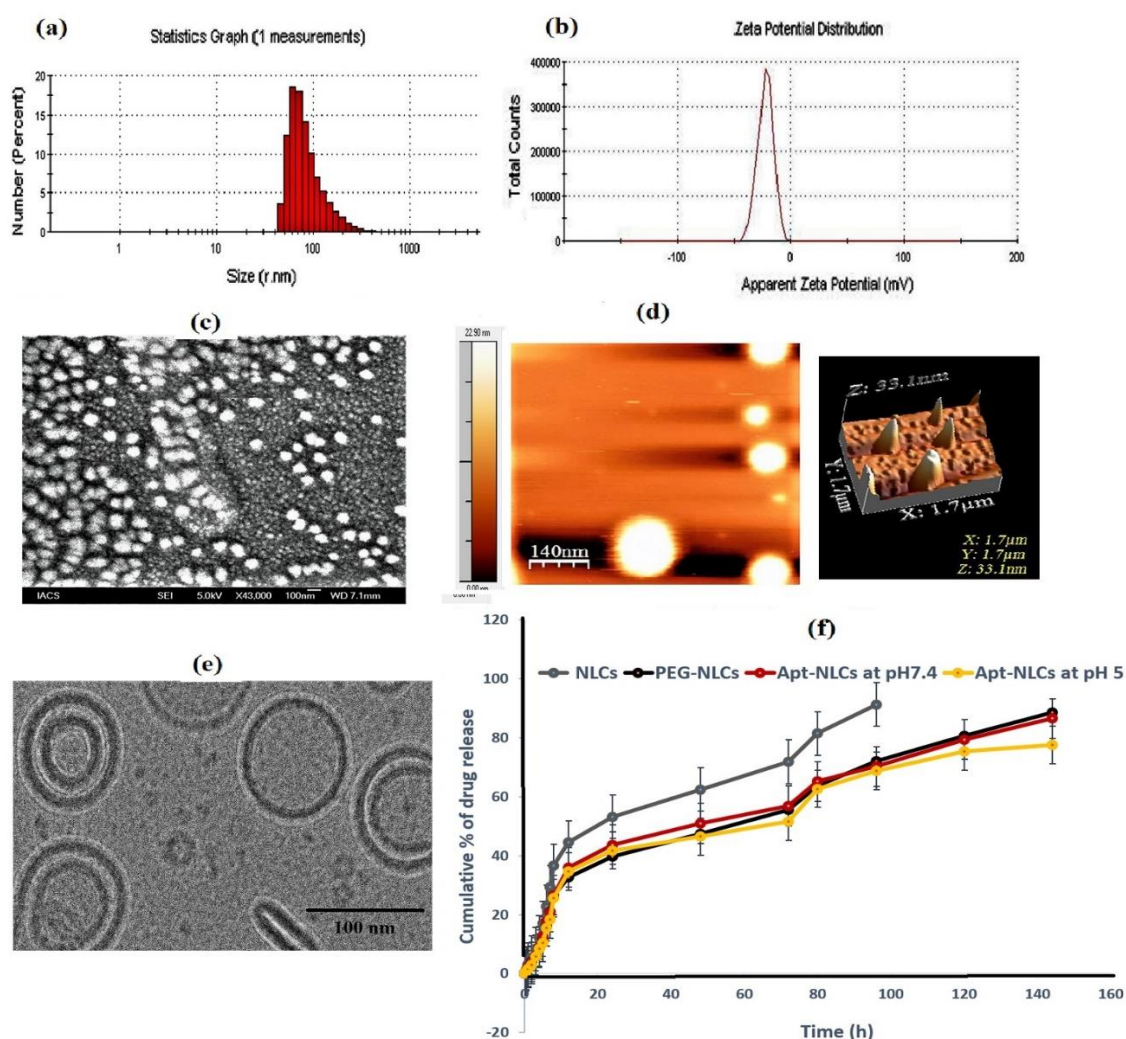 (a)
Statistics Graph (1 measurements)
Number (Percent)
20
15
10
5
0
1
10
100
1000
Size (r.nm)
(b)
Zeta Potential Distribution
Total Counts
400000
300000
200000
100000
0
-100
0
100
200
Apparent Zeta Potential (mV)
(c)
IACS SEI 5.0kV X43,000 100nm WD 7.1mm
(d)
22.90 nm
0.00 nm
140nm
Z: 33.1nm
Y: 1.7µm
X: 1.7µm
X: 1.7µm
Y: 1.7µm
Z: 33.1nm
(e)
100 nm
(f)
NLCs PEG-NLCs Apt-NLCs at pH7.4 Apt-NLCs at pH 5
Cumulative % of drug release
120
100
80
60
40
20
0
-20
0 20 40 60 80 100 120 140 160
Time (h)